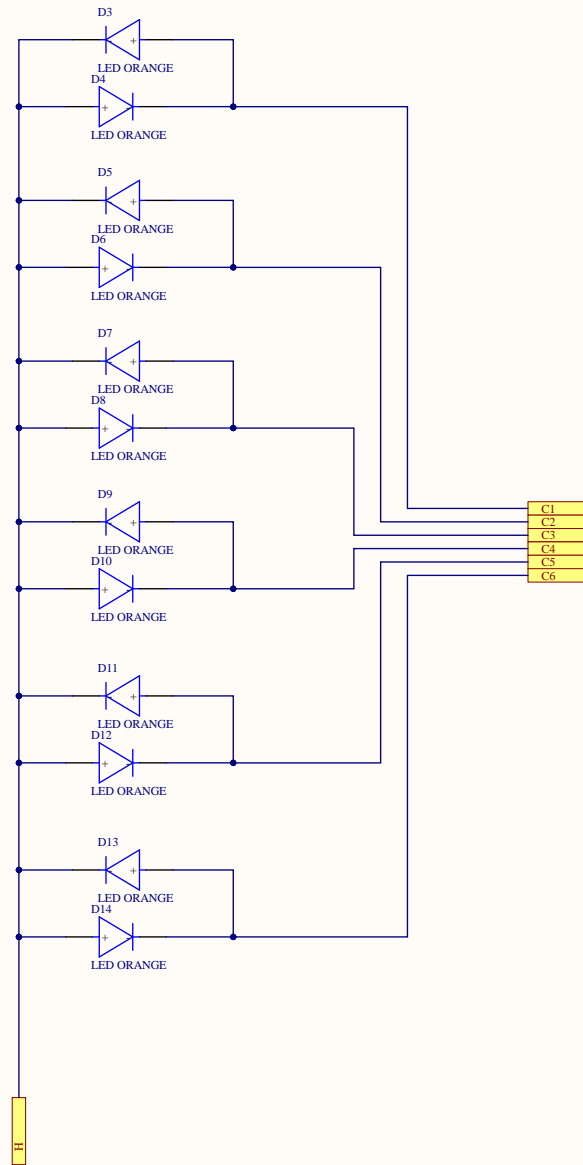 D3
LED ORANGE
D4
LED ORANGE
D5
LED ORANGE
D6
LED ORANGE
D7
LED ORANGE
D8
LED ORANGE
D9
LED ORANGE
D10
LED ORANGE
D11
LED ORANGE
D12
LED ORANGE
D13
LED ORANGE
D14
LED ORANGE
C1
C2
C3
C4
C5
C6
H